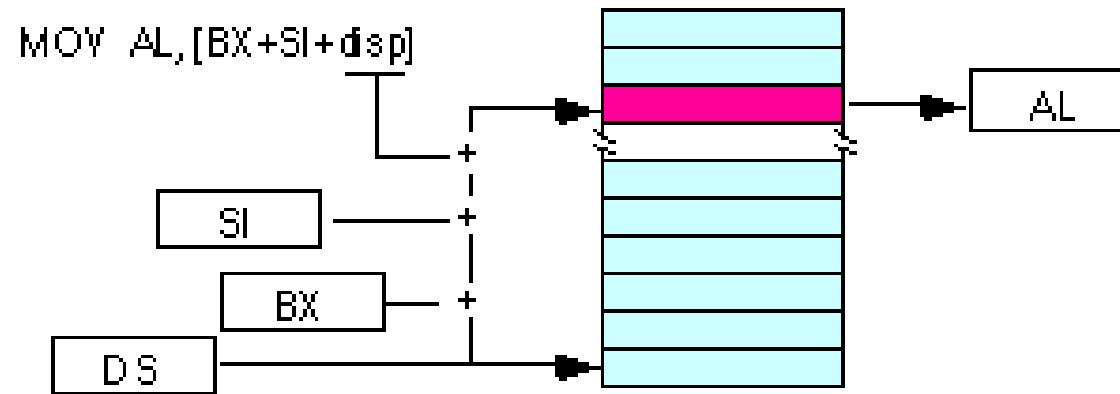 MOV AL,[BX+SI+disp]
AL
+
SI
+
BX
+
DS